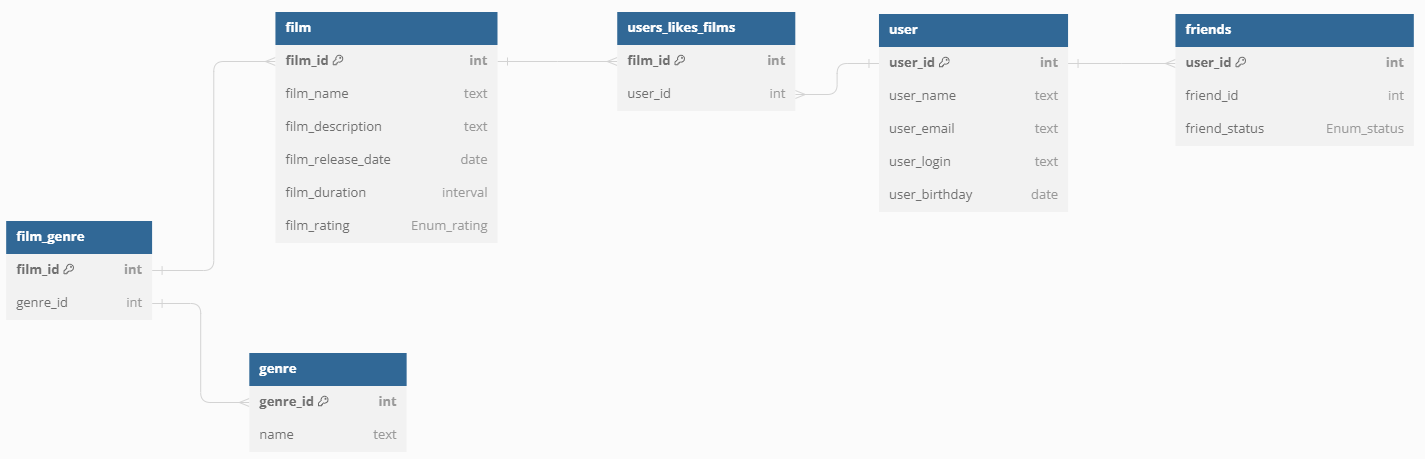 film
film_id int
film_name text
film_description text
film_release_date date
film_duration interval
film_rating Enum_rating
users_likes_films
film_id int
user_id int
user
user_id int
user_name text
user_email text
user_login text
user_birthday date
friends
user_id int
friend_id int
friend_status Enum_status
film_genre
film_id int
genre_id int
genre
genre_id int
name text